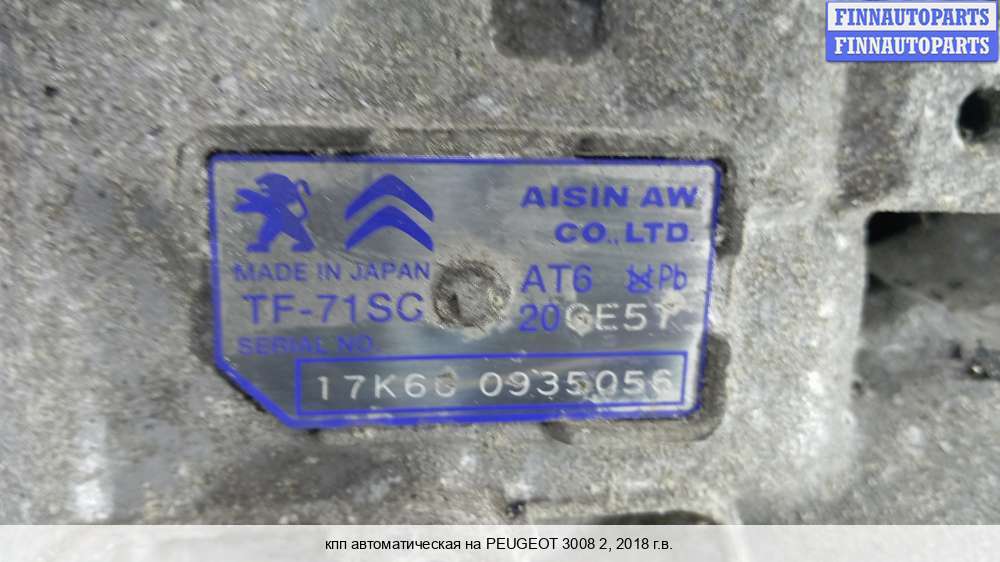 FINNAUTOPARTS
FINNAUTOPARTS
AISIN AW
CO.,LTD.
MADE IN JAPAN
AT6 Pb
TF-71SC
SERIAL NO.
0935056
кпп автоматическая на PEUGEOT 3008 2, 2018 г.в.